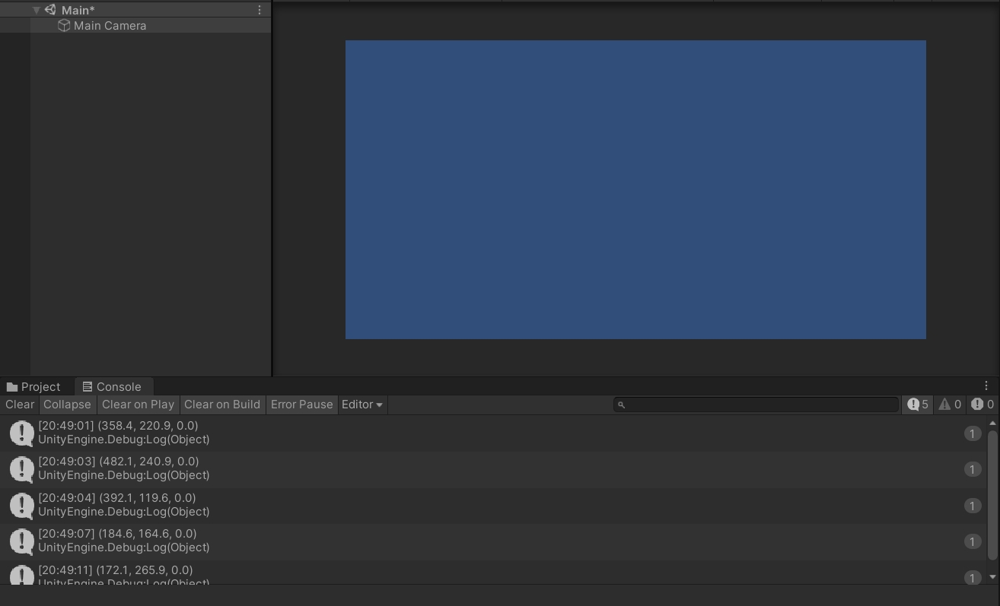 Main*
Main Camera
Project
Console
Clear Collapse Clear on Play Clear on Build Error Pause Editor 5 0 0
[20:49:01] (358.4, 220.9, 0.0)
UnityEngine.Debug:Log(Object)
1
[20:49:03] (482.1, 240.9, 0.0)
UnityEngine.Debug:Log(Object)
1
[20:49:04] (392.1, 119.6, 0.0)
UnityEngine.Debug:Log(Object)
1
[20:49:07] (184.6, 164.6, 0.0)
UnityEngine.Debug:Log(Object)
1
[20:49:11] (172.1, 265.9, 0.0)
UnityEngine.Debug:Log(Object)
1